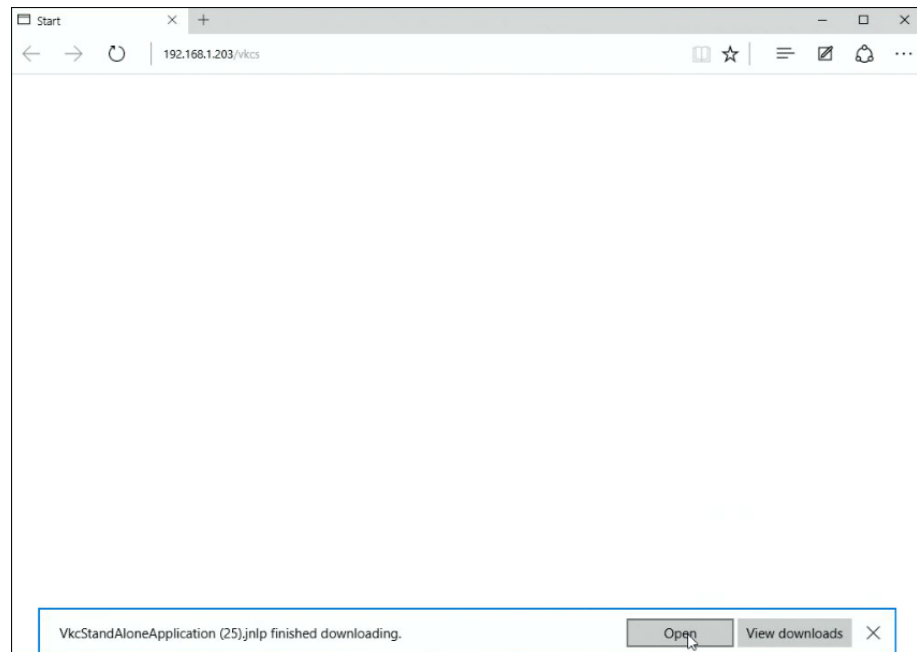 Start
192.168.1.203/vkcs
VkcStandAloneApplication (25).jnlp finished downloading.
Open
View downloads